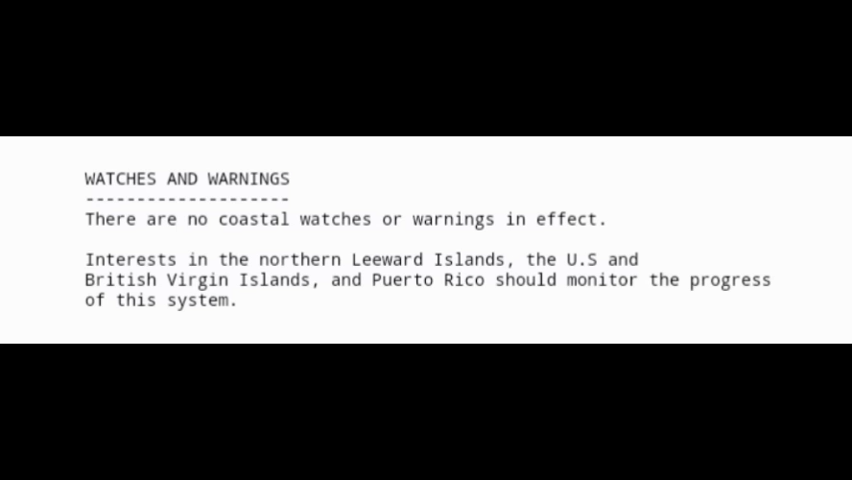 WATCHES AND WARNINGS
--------------------
There are no coastal watches or warnings in effect.
Interests in the northern Leeward Islands, the U.S and
British Virgin Islands, and Puerto Rico should monitor the progress
of this system.